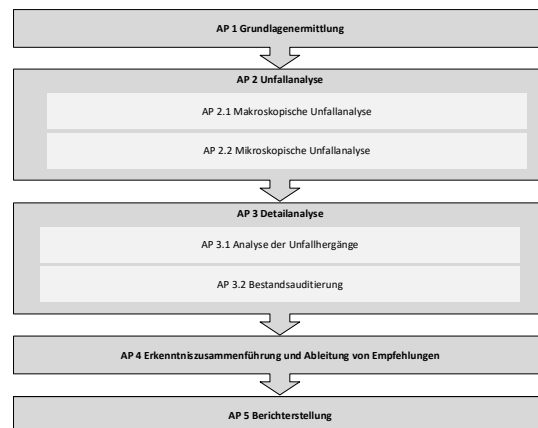 AP 1 Grundlagenermittlung
AP 2 Unfallanalyse
AP 2.1 Makroskopische Unfallanalyse
AP 2.2 Mikroskopische Unfallanalyse
AP 3 Detailanalyse
AP 3.1 Analyse der Unfallhergänge
AP 3.2 Bestandsauditierung
AP 4 Erkenntniszusammenführung und Ableitung von Empfehlungen
AP 5 Berichterstellung